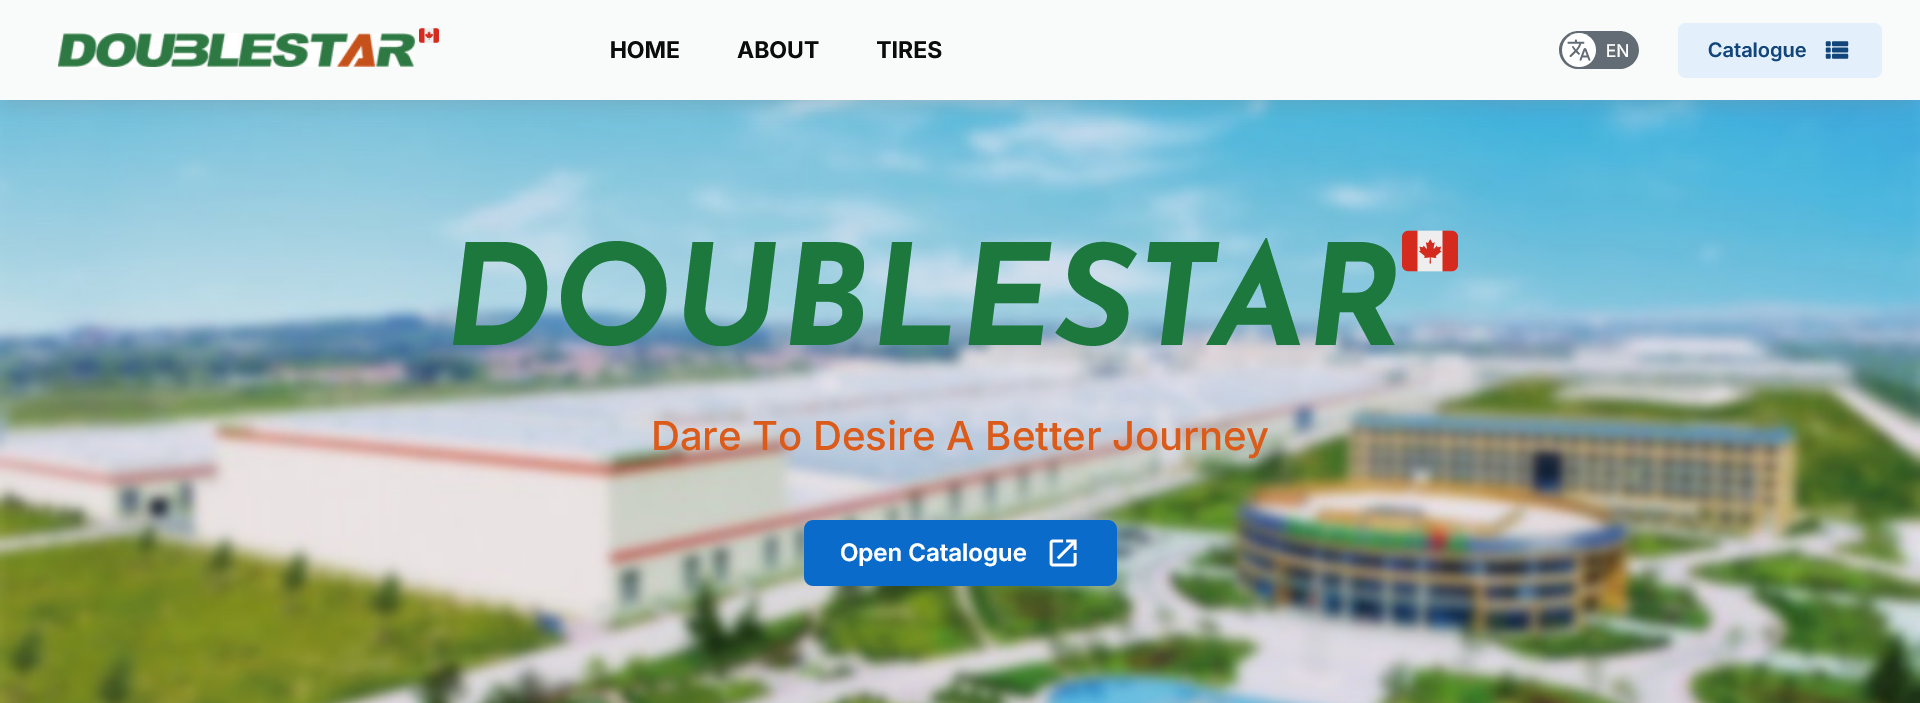 DOUBLESTAR
HOME
ABOUT
TIRES
EN
Catalogue
DOUBLESTAR
Dare To Desire A Better Journey
Open Catalogue